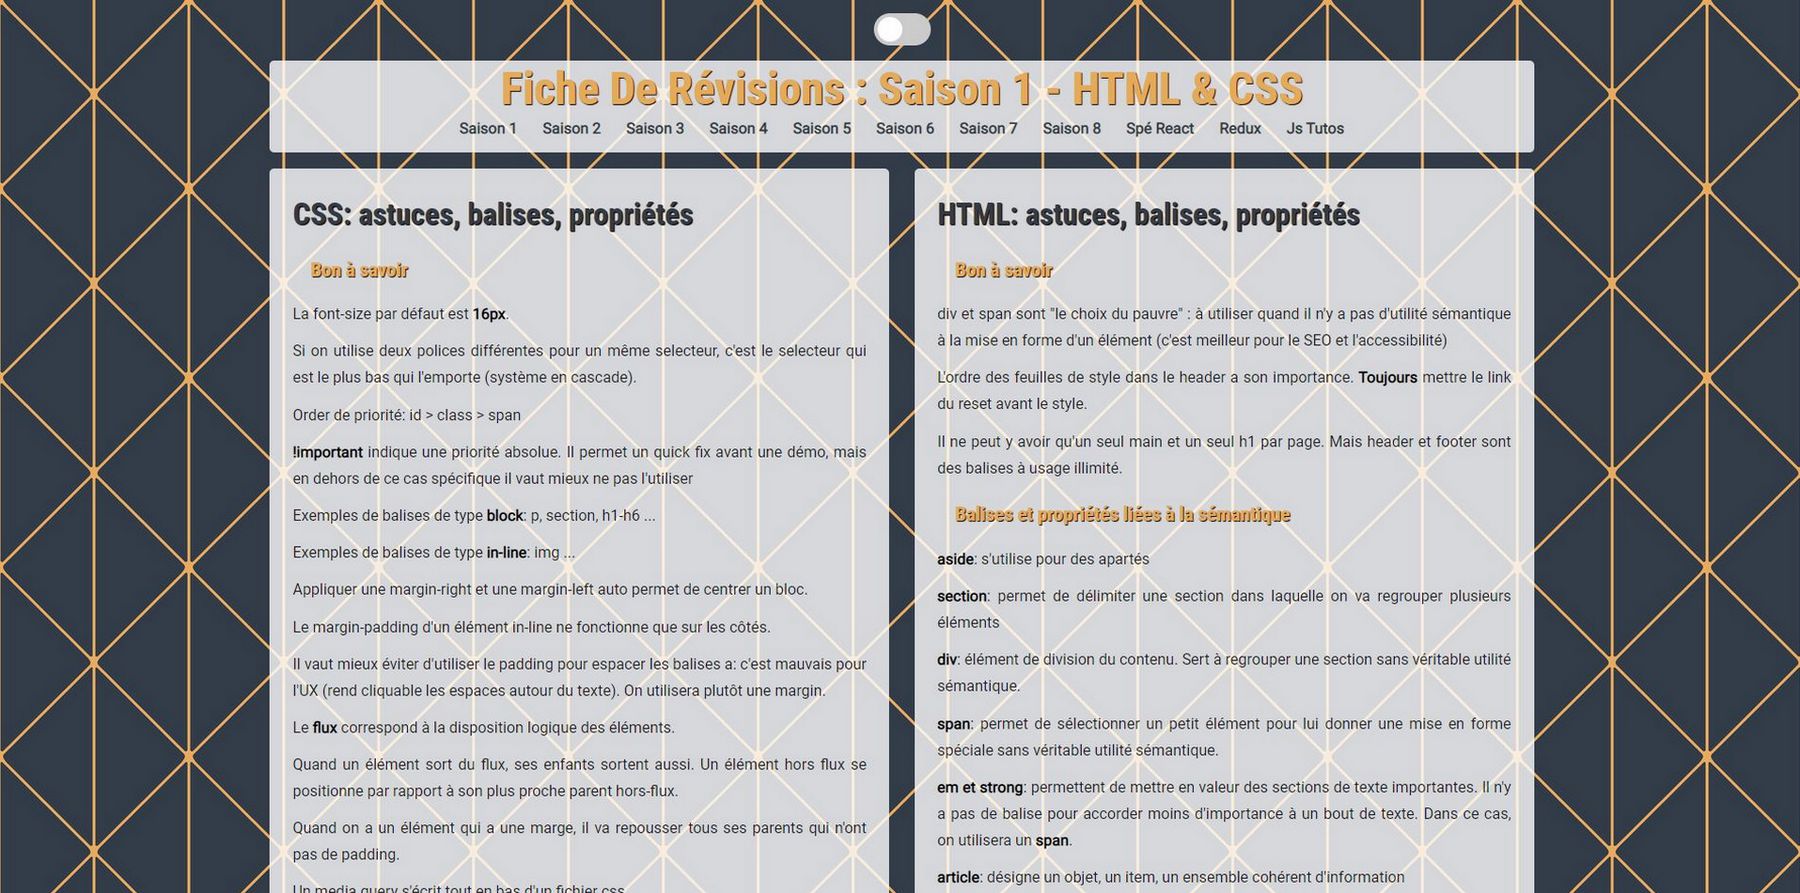 Fiche De Révisions : Saison 1 - HTML & CSS
Saison 1 Saison 2 Saison 3 Saison 4 Saison 5 Saison 6 Saison 7 Saison 8 Spé React Redux Js Tutos
CSS: astuces, balises, propriétés
Bon à savoir
La font-size par défaut est 16px.
Si on utilise deux polices différentes pour un même selecteur, c'est le selecteur qui
est le plus bas qui l'emporte (système en cascade).
Order de priorité: id > class > span
!important indique une priorité absolue. Il permet un quick fix avant une démo, mais
en dehors de ce cas spécifique il vaut mieux ne pas l'utiliser
Exemples de balises de type block: p, section, h1-h6 ...
Exemples de balises de type in-line: img ...
Appliquer une margin-right et une margin-left auto permet de centrer un bloc.
Le margin-padding d'un élément in-line ne fonctionne que sur les côtés.
Il vaut mieux éviter d'utiliser le padding pour espacer les balises a: c'est mauvais pour
l'UX (rend cliquable les espaces autour du texte). On utilisera plutôt une margin.
Le flux correspond à la disposition logique des éléments.
Quand un élément sort du flux, ses enfants sortent aussi. Un élément hors flux se
positionne par rapport à son plus proche parent hors-flux.
Quand on a un élément qui a une marge, il va repousser tous ses parents qui n'ont
pas de padding.
Un media query s'écrit tout en bas d'un fichier css
HTML: astuces, balises, propriétés
Bon à savoir
div et span sont "le choix du pauvre" : à utiliser quand il n'y a pas d'utilité sémantique
à la mise en forme d'un élément (c'est meilleur pour le SEO et l'accessibilité)
L'ordre des feuilles de style dans le header a son importance. Toujours mettre le link
du reset avant le style.
Il ne peut y avoir qu'un seul main et un seul h1 par page. Mais header et footer sont
des balises à usage illimité.
Balises et propriétés liées à la sémantique
aside: s'utilise pour des apartés
section: permet de délimiter une section dans laquelle on va regrouper plusieurs
éléments
div: élément de division du contenu. Sert à regrouper une section sans véritable utilité
sémantique.
span: permet de sélectionner un petit élément pour lui donner une mise en forme
spéciale sans véritable utilité sémantique.
em et strong: permettent de mettre en valeur des sections de texte importantes. Il n'y
a pas de balise pour accorder moins d'importance à un bout de texte. Dans ce cas,
on utilisera un span.
article: désigne un objet, un item, un ensemble cohérent d'information